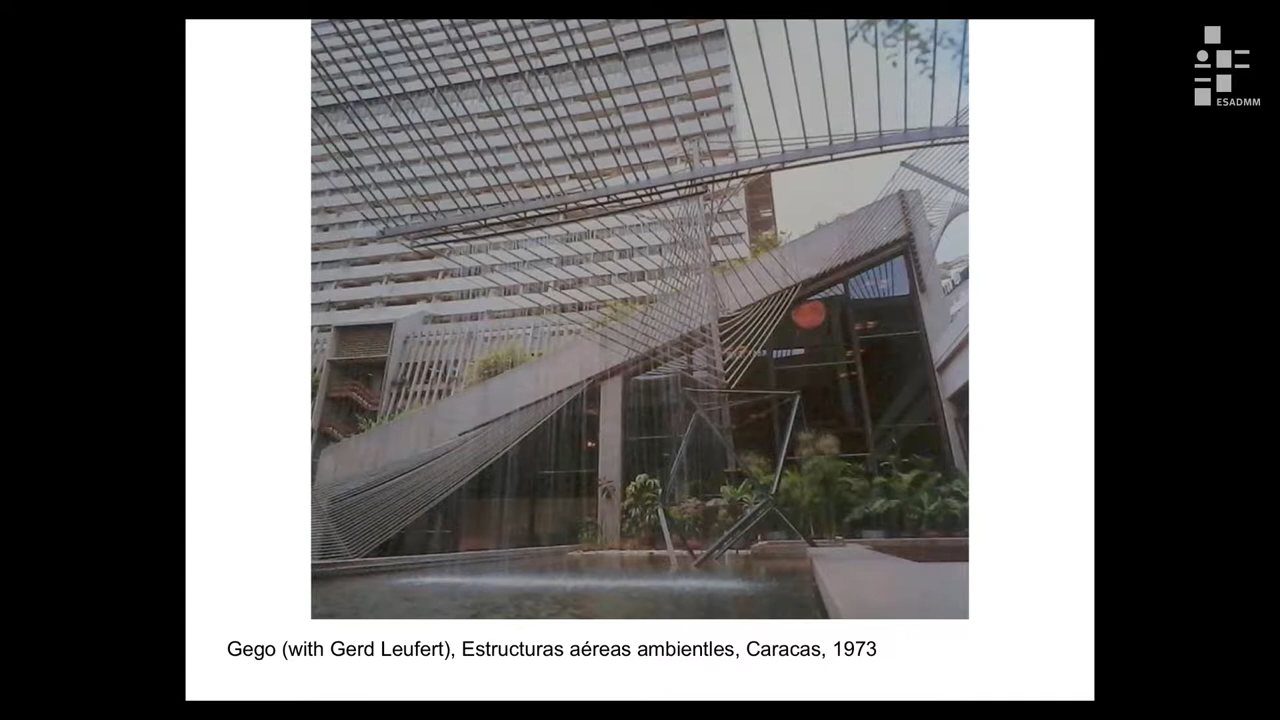 ESADMM
Gego (with Gerd Leufert), Estructuras aéreas ambientles, Caracas, 1973